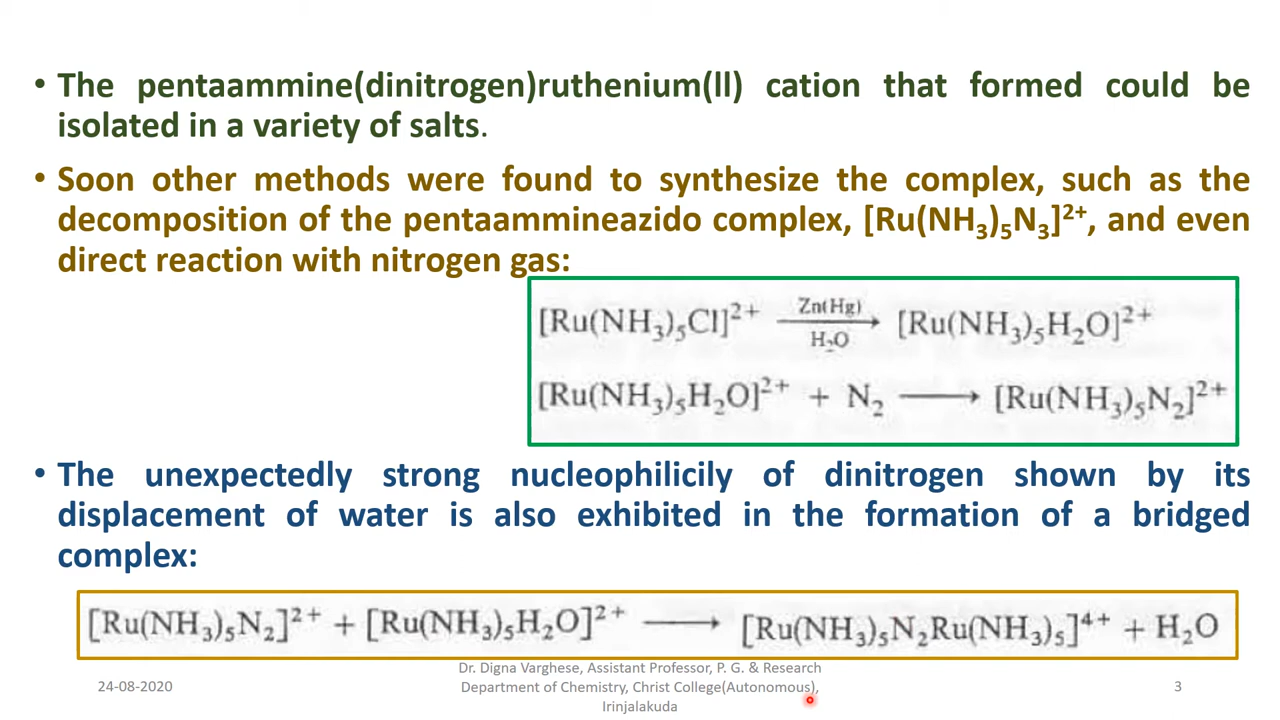 • The pentaammine(dinitrogen)ruthenium(ll) cation that formed could be
isolated in a variety of salts.
• Soon other methods were found to synthesize the complex, such as the
decomposition of the pentaammineazido complex, [Ru(NH₃)₅N₃]²⁺, and even
direct reaction with nitrogen gas:
[Ru(NH₃)₅Cl]²⁺ Zn(Hg) → H₂O [Ru(NH₃)₅H₂O]²⁺
[Ru(NH₃)₅H₂O]²⁺ + N₂ → [Ru(NH₃)₅N₂]²⁺
• The unexpectedly strong nucleophilicily of dinitrogen shown by its
displacement of water is also exhibited in the formation of a bridged
complex:
[Ru(NH₃)₅N₂]²⁺ + [Ru(NH₃)₅H₂O]²⁺ → [Ru(NH₃)₅N₂Ru(NH₃)₅]⁴⁺ + H₂O
Dr. Digna Varghese, Assistant Professor, P. G. & Research
24-08-2020 Department of Chemistry, Christ College(Autonomous), 3
Irinjalakuda